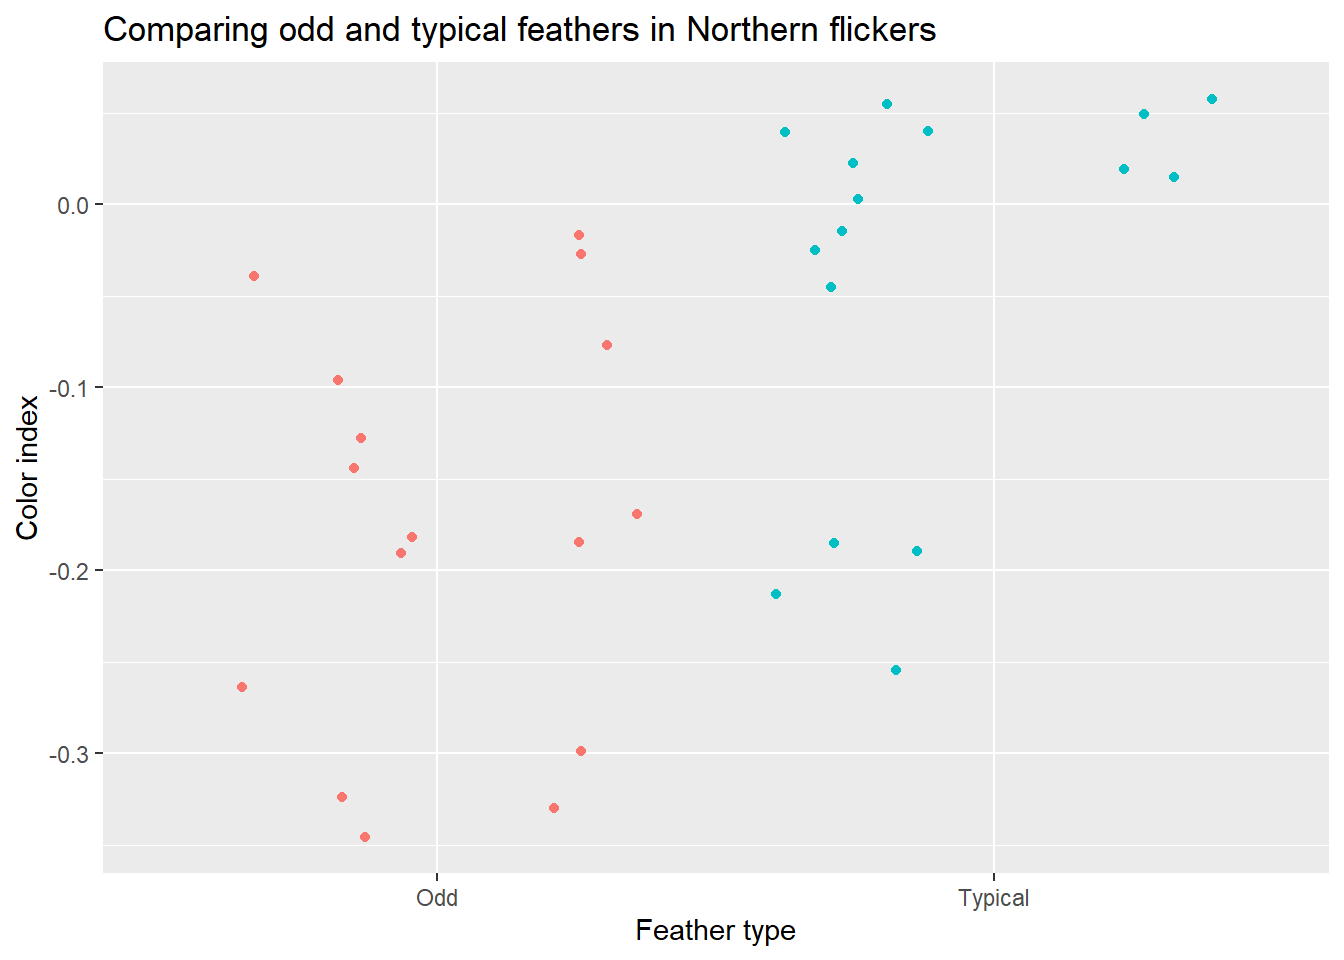 Comparing odd and typical feathers in Northern flickers
0.0
-0.1
-0.2
-0.3
Color index
Odd
Typical
Feather type